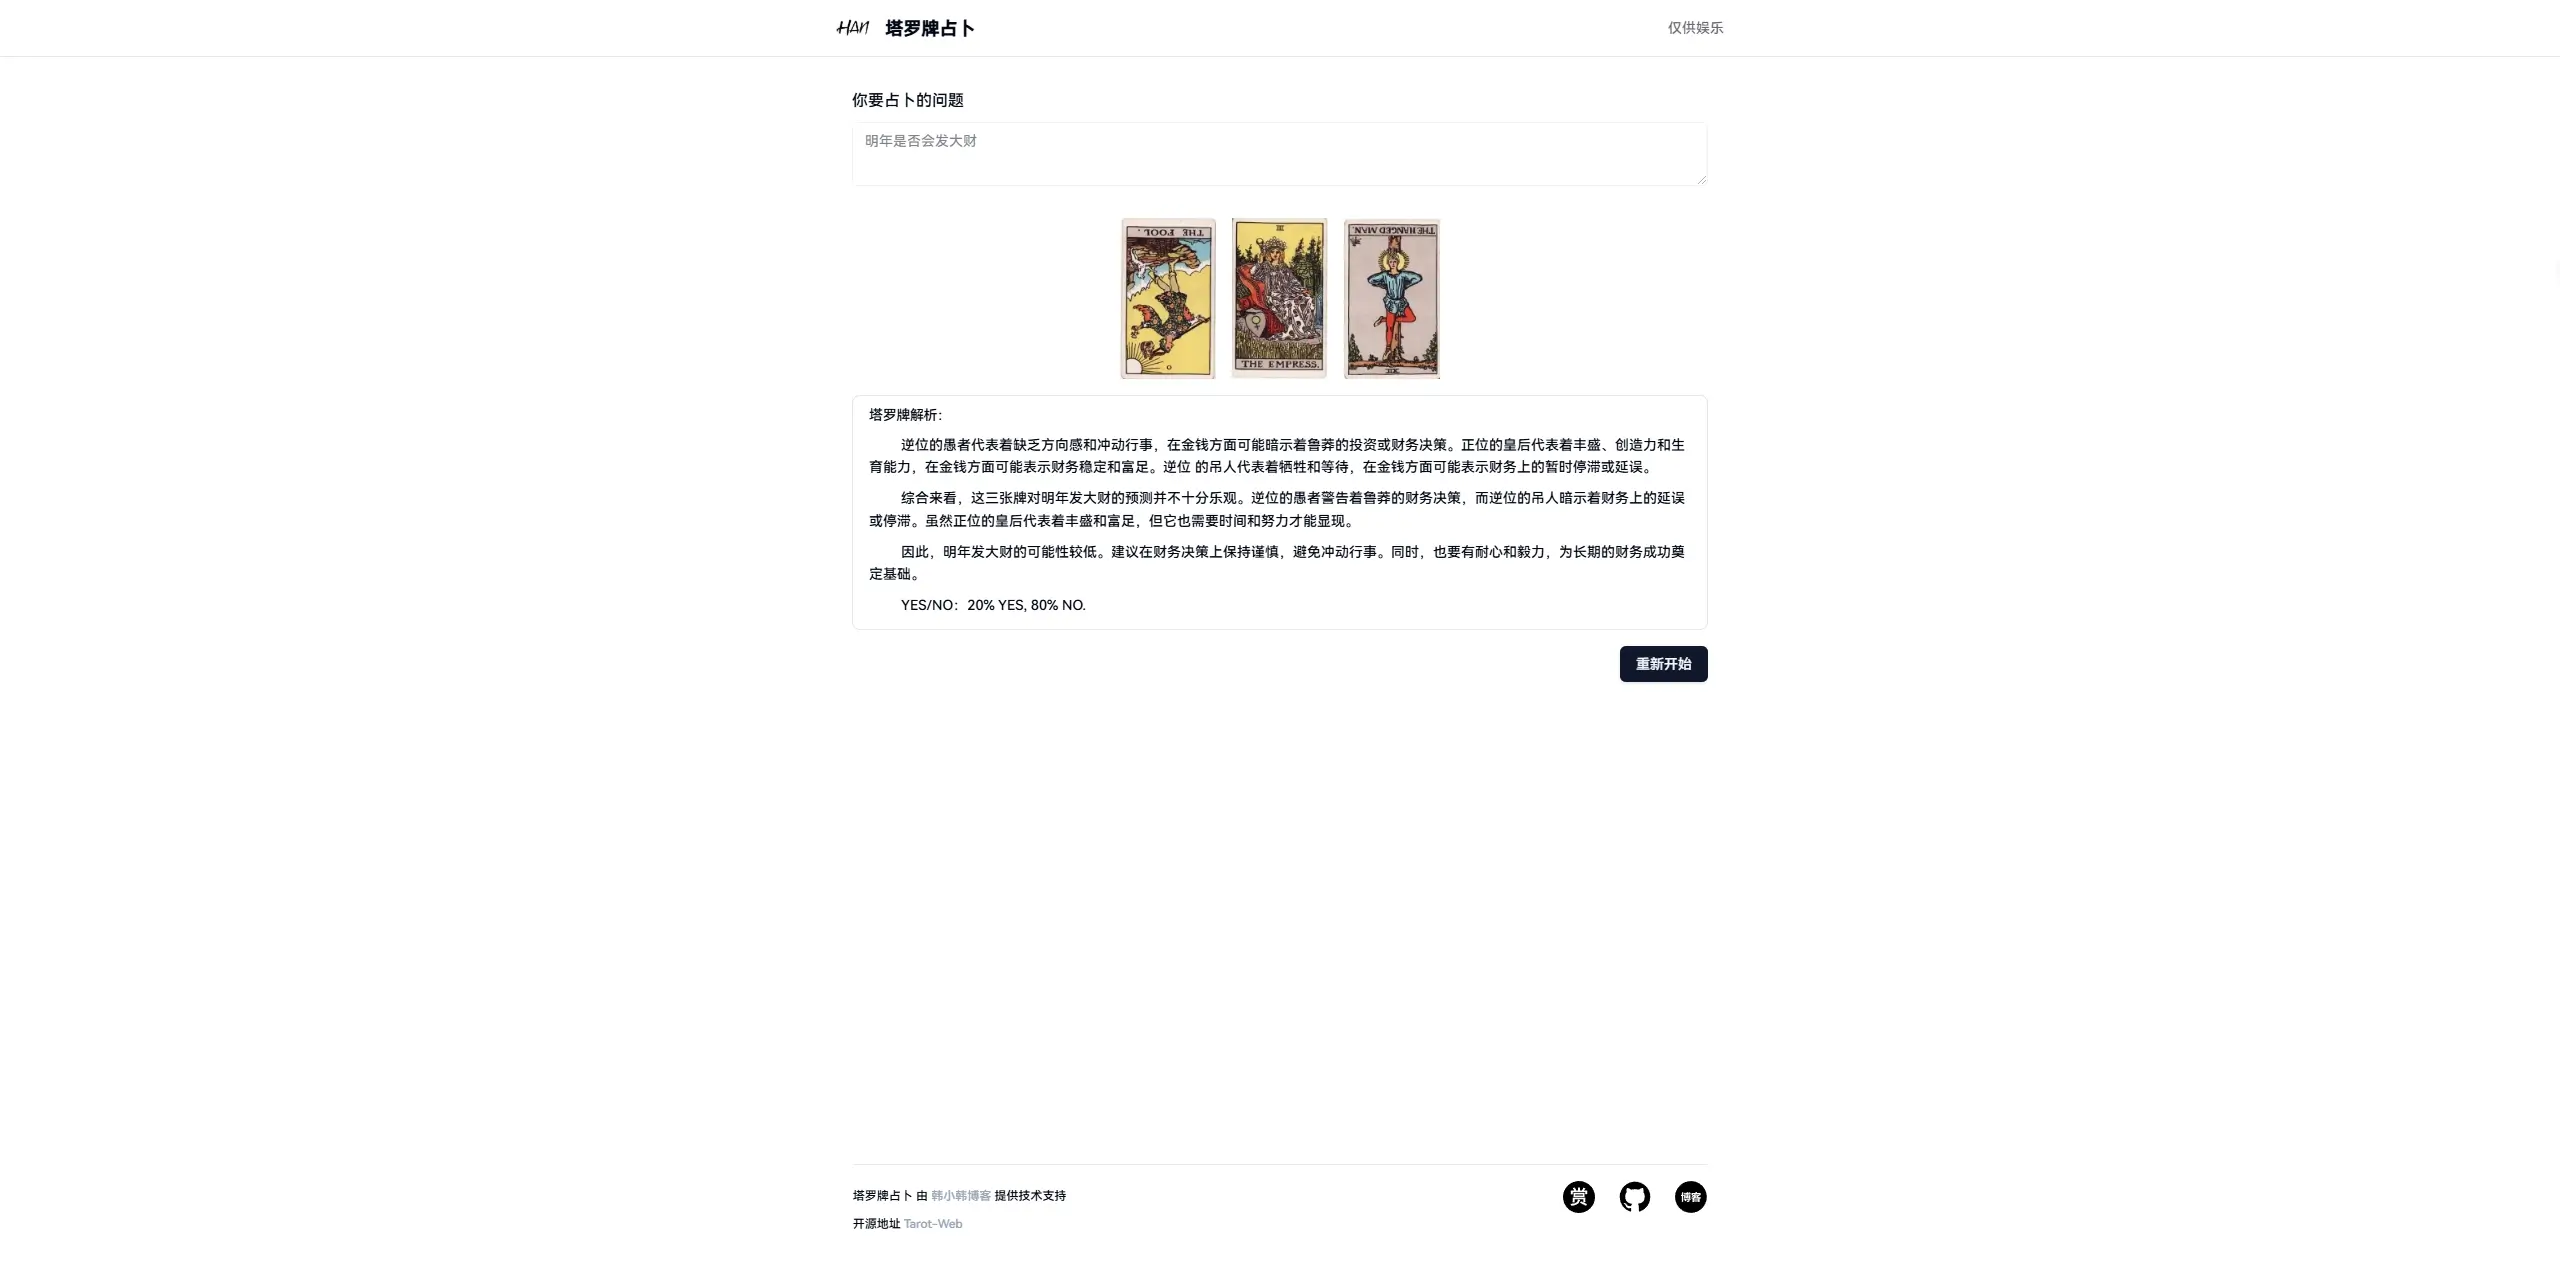 HAN 塔罗牌占卜
仅供娱乐
你要占卜的问题
明年是否会发大财
THE FOOL.
0
III
THE EMPRESS.
THE HANGED MAN.
XII
塔罗牌解析：
逆位的愚者代表着缺乏方向感和冲动行事，在金钱方面可能暗示着鲁莽的投资或财务决策。正位的皇后代表着丰盛、创造力和生
育能力，在金钱方面可能表示财务稳定和富足。逆位 的吊人代表着牺牲和等待，在金钱方面可能表示财务上的暂时停滞或延误。
综合来看，这三张牌对明年发大财的预测并不十分乐观。逆位的愚者警告着鲁莽的财务决策，而逆位的吊人暗示着财务上的延误
或停滞。虽然正位的皇后代表着丰盛和富足，但它也需要时间和努力才能显现。
因此，明年发大财的可能性较低。建议在财务决策上保持谨慎，避免冲动行事。同时，也要有耐心和毅力，为长期的财务成功奠
定基础。
YES/NO：20% YES, 80% NO.
重新开始
塔罗牌占卜 由 韩小韩博客 提供技术支持
赏
博客
开源地址 Tarot-Web